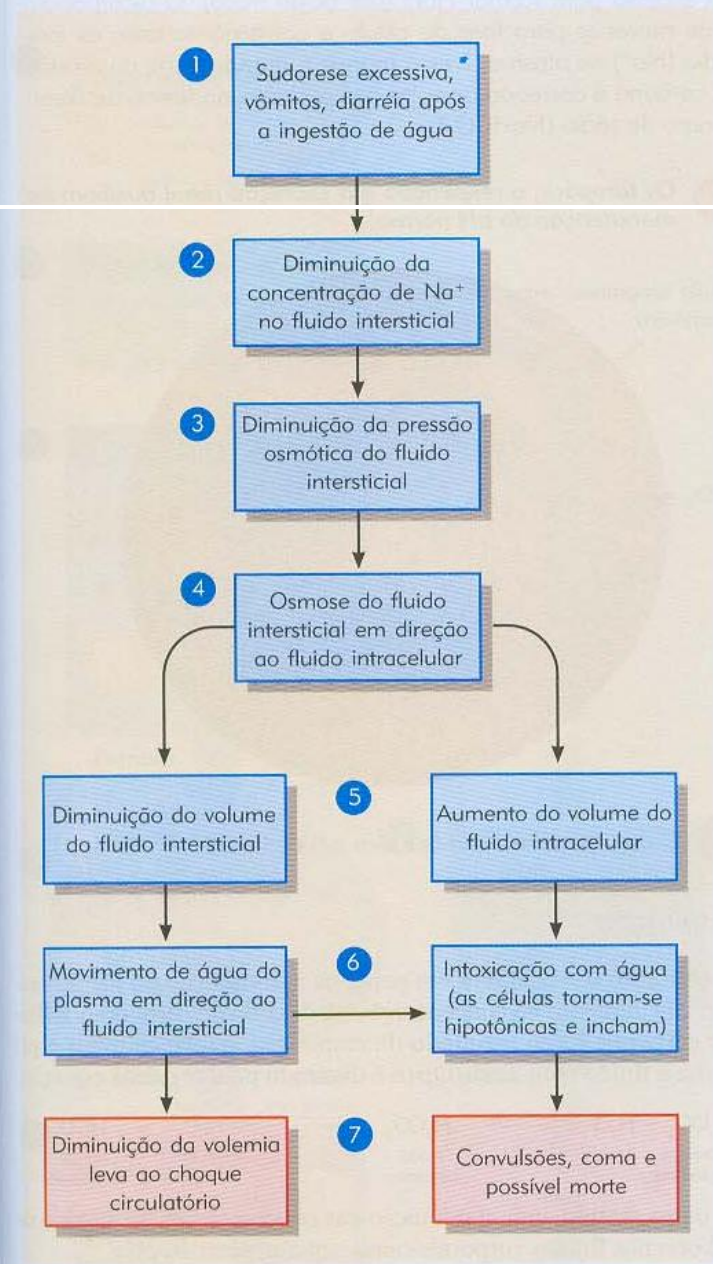 1
Sudorese excessiva,
vômitos, diarréia após
a ingestão de água
2
Diminuição da
concentração de Na⁺
no fluido intersticial
3
Diminuição da pressão
osmótica do fluido
intersticial
4
Osmose do fluido
intersticial em direção
ao fluido intracelular
Diminuição do volume
do fluido intersticial
5
Aumento do volume do
fluido intracelular
Movimento de água do
plasma em direção ao
fluido intersticial
6
Intoxicação com água
(as células tornam-se
hipotônicas e incham)
Diminuição da volemia
leva ao choque
circulatório
7
Convulsões, coma e
possível morte